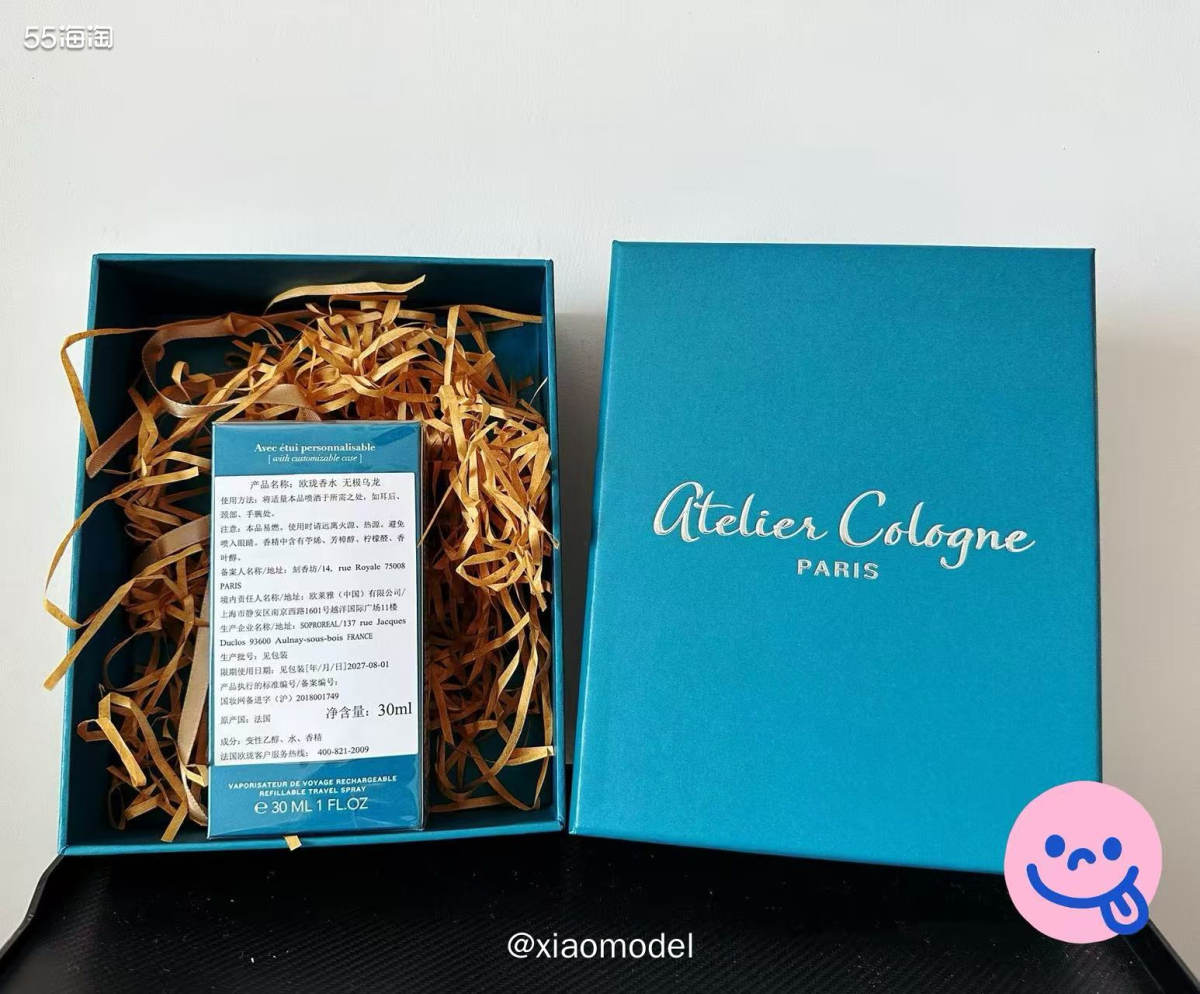 55海淘
Avec étui personnalisable
[ with customizable case ]
产品名称：欧珑香水 无极乌龙
使用方法：将适量本品喷洒于所需之处，如耳后、
颈部、手腕处。
注意：本品易燃。使用时请远离火源、热源。避免
喷入眼睛。香精中含有苧烯、芳樟醇、柠檬醛、香
叶醇。
备案人名称/地址：刻香坊/14，rue Royale 75008
PARIS
境内责任人名称/地址：欧莱雅（中国）有限公司/
上海市静安区南京西路1601号越洋国际广场11楼
生产企业名称/地址：SOPROREAL/137 rue Jacques
Duclos 93600 Aulnay-sous-bois FRANCE
生产批号：见包装
限期使用日期：见包装[年/月/日]2027-08-01
产品执行的标准编号/备案编号：
国妆网备进字（沪）2018001749
原产国：法国 净含量：30ml
成分：变性乙醇、水、香精
法国欧珑客户服务热线： 400-821-2009
VAPORISATEUR DE VOYAGE RECHARGEABLE
REFILLABLE TRAVEL SPRAY
℮ 30 ML 1 FL.OZ
Atelier Cologne
PARIS
@xiaomodel